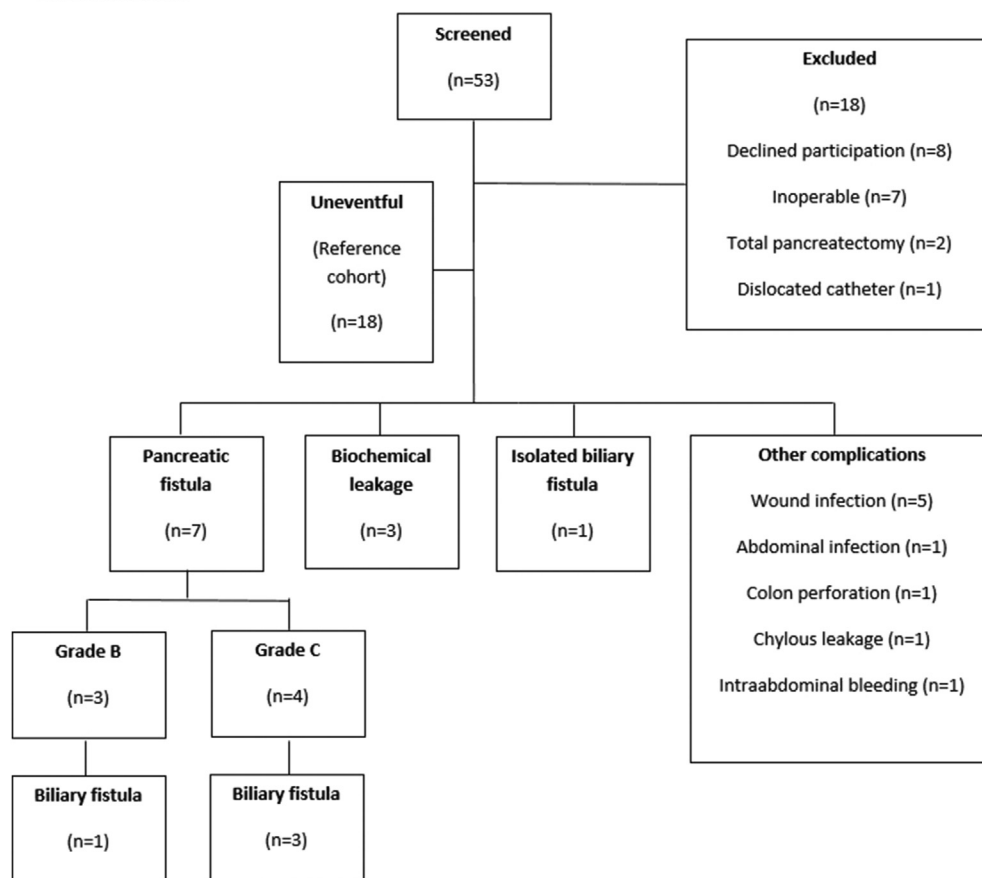 Screened
(n=53)
Excluded
(n=18)
Declined participation (n=8)
Inoperable (n=7)
Total pancreatectomy (n=2)
Dislocated catheter (n=1)
Uneventful
(Reference
cohort)
(n=18)
Pancreatic
fistula
(n=7)
Biochemical
leakage
(n=3)
Isolated biliary
fistula
(n=1)
Other complications
Wound infection (n=5)
Abdominal infection (n=1)
Colon perforation (n=1)
Chylous leakage (n=1)
Intraabdominal bleeding (n=1)
Grade B
(n=3)
Grade C
(n=4)
Biliary fistula
(n=1)
Biliary fistula
(n=3)